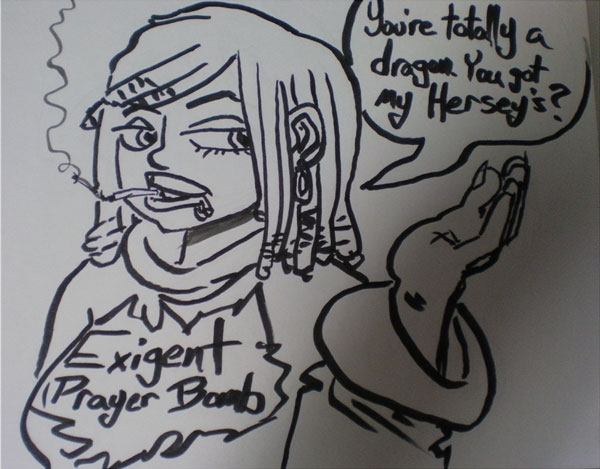 You're totally a
dragon. You got
my Hersey's?
Exigent
Prayer Bomb